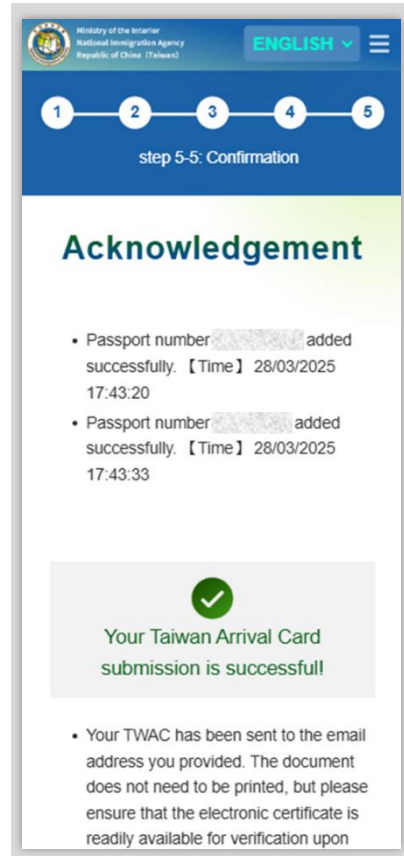 Ministry of the Interior
National Immigration Agency
Republic of China (Taiwan)
ENGLISH
1 2 3 4 5
step 5-5: Confirmation
Acknowledgement
• Passport number added
successfully. 【Time】 28/03/2025
17:43:20
• Passport number added
successfully. 【Time】 28/03/2025
17:43:33
Your Taiwan Arrival Card
submission is successful!
• Your TWAC has been sent to the email
address you provided. The document
does not need to be printed, but please
ensure that the electronic certificate is
readily available for verification upon